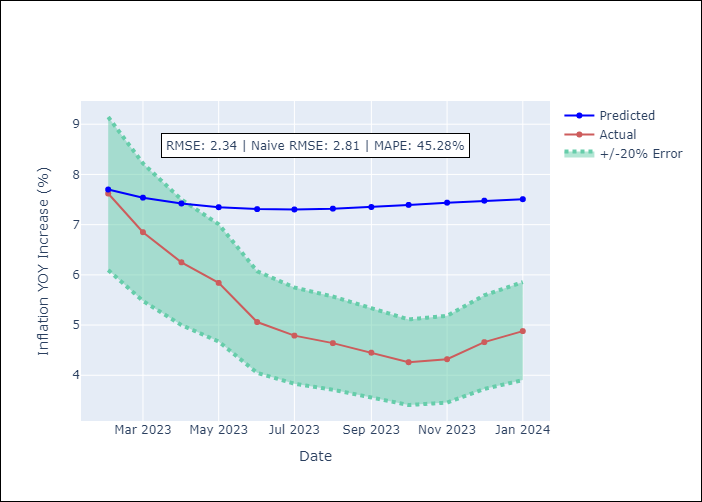 Predicted
Actual
+/-20% Error
RMSE: 2.34 | Naive RMSE: 2.81 | MAPE: 45.28%
Inflation YOY Increase (%)
9
8
7
6
5
4
Mar 2023 May 2023 Jul 2023 Sep 2023 Nov 2023 Jan 2024
Date